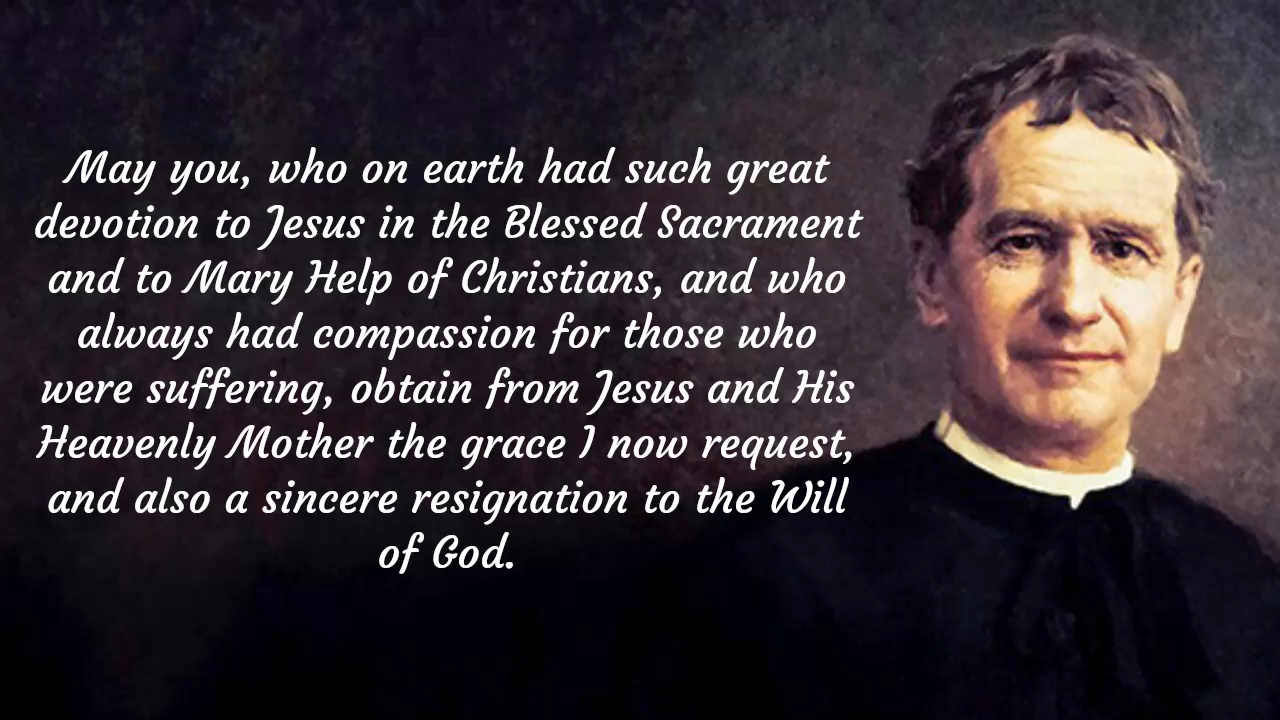 May you, who on earth had such great
devotion to Jesus in the Blessed Sacrament
and to Mary Help of Christians, and who
always had compassion for those who
were suffering, obtain from Jesus and His
Heavenly Mother the grace I now request,
and also a sincere resignation to the Will
of God.